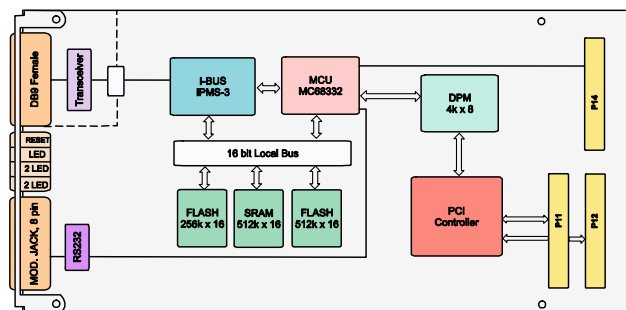 DB9 Female
Transceiver
I-BUS
IPMS-3
MCU
MC68332
DPM
4k x 8
P14
RESET
LED
2 LED
2 LED
16 bit Local Bus
FLASH
256k x 16
SRAM
512k x 16
FLASH
512k x 16
MOD. JACK, 8 pin
RS232
PCI
Controller
P11
P12